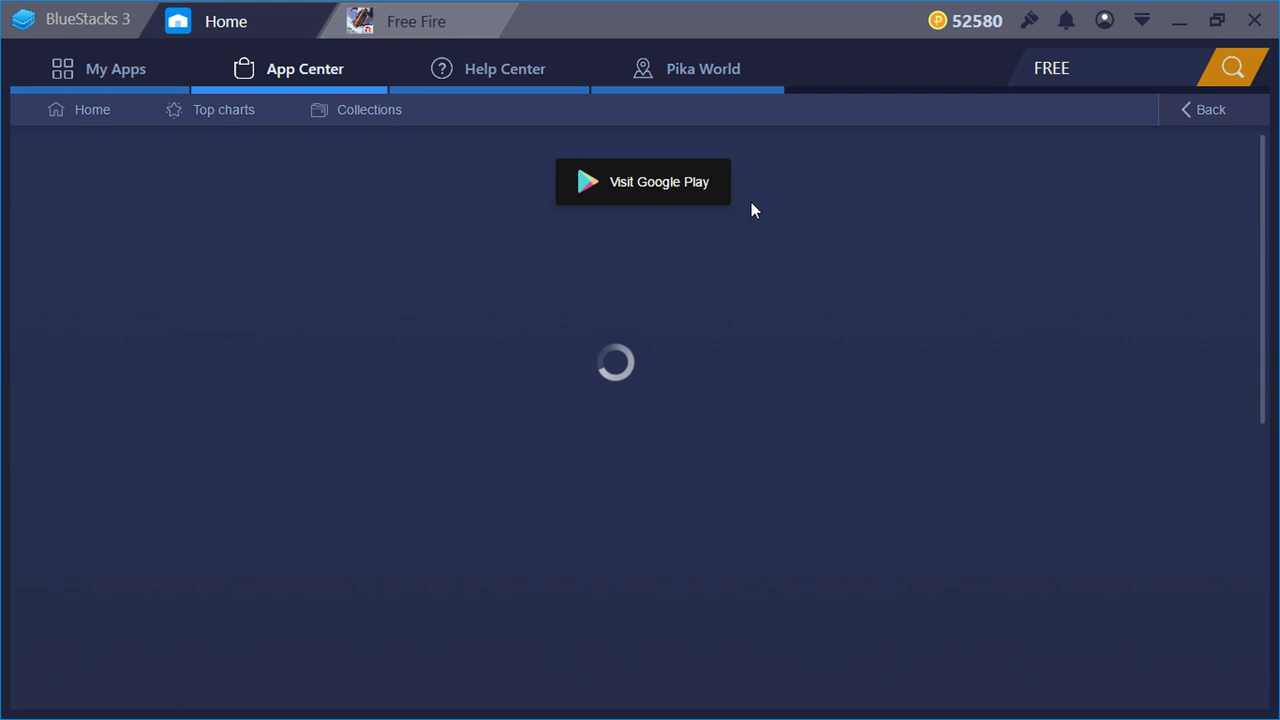 BlueStacks 3
Home
Free Fire
52580
My Apps
App Center
Help Center
Pika World
FREE
Home
Top charts
Collections
Back
Visit Google Play